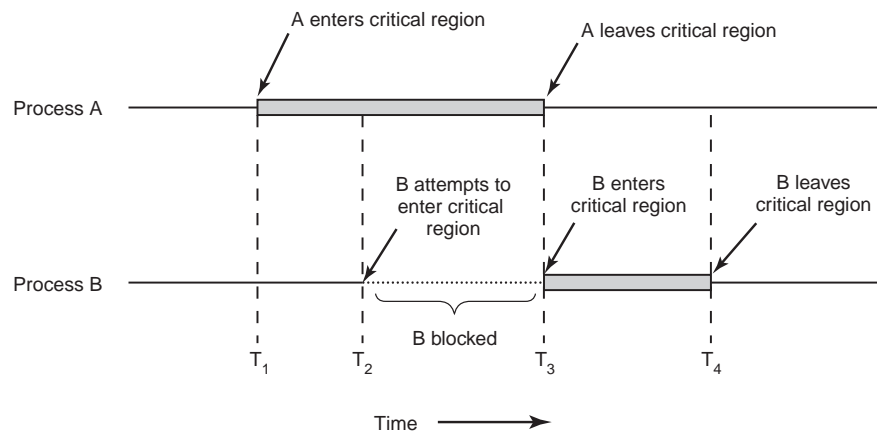 A enters critical region
A leaves critical region
Process A
B attempts to
enter critical
region
B enters
critical region
B leaves
critical region
Process B
B blocked
T1
T2
T3
T4
Time